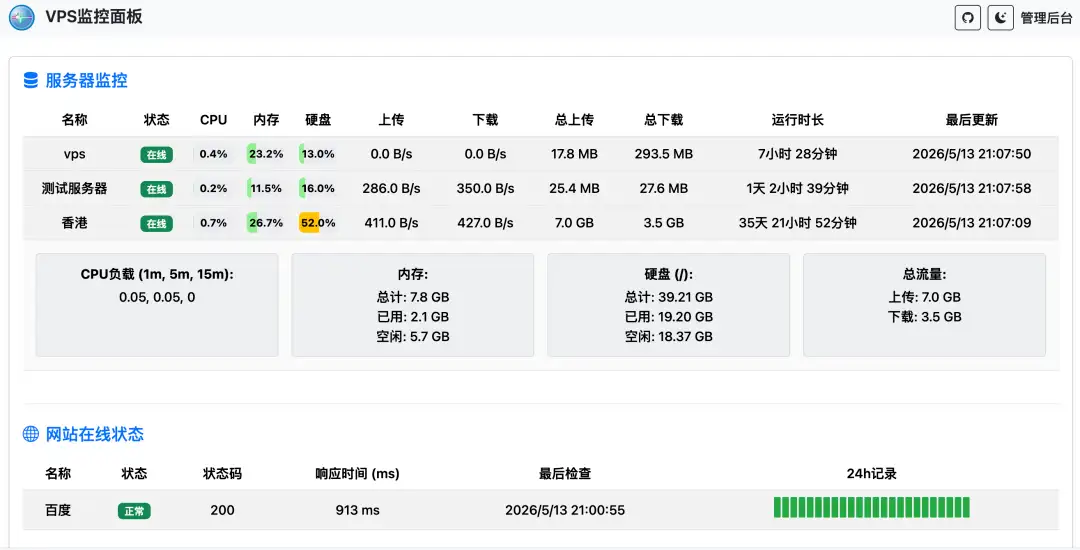 VPS监控面板
管理后台
服务器监控
名称 状态 CPU 内存 硬盘 上传 下载 总上传 总下载 运行时长 最后更新
vps 在线 0.4% 23.2% 13.0% 0.0 B/s 0.0 B/s 17.8 MB 293.5 MB 7小时 28分钟 2026/5/13 21:07:50
测试服务器 在线 0.2% 11.5% 16.0% 286.0 B/s 350.0 B/s 25.4 MB 27.6 MB 1天 2小时 39分钟 2026/5/13 21:07:58
香港 在线 0.7% 26.7% 52.0% 411.0 B/s 427.0 B/s 7.0 GB 3.5 GB 35天 21小时 52分钟 2026/5/13 21:07:09
CPU负载 (1m, 5m, 15m):
0.05, 0.05, 0
内存:
总计: 7.8 GB
已用: 2.1 GB
空闲: 5.7 GB
硬盘 (/):
总计: 39.21 GB
已用: 19.20 GB
空闲: 18.37 GB
总流量:
上传: 7.0 GB
下载: 3.5 GB
网站在线状态
名称 状态 状态码 响应时间 (ms) 最后检查 24h记录
百度 正常 200 913 ms 2026/5/13 21:00:55